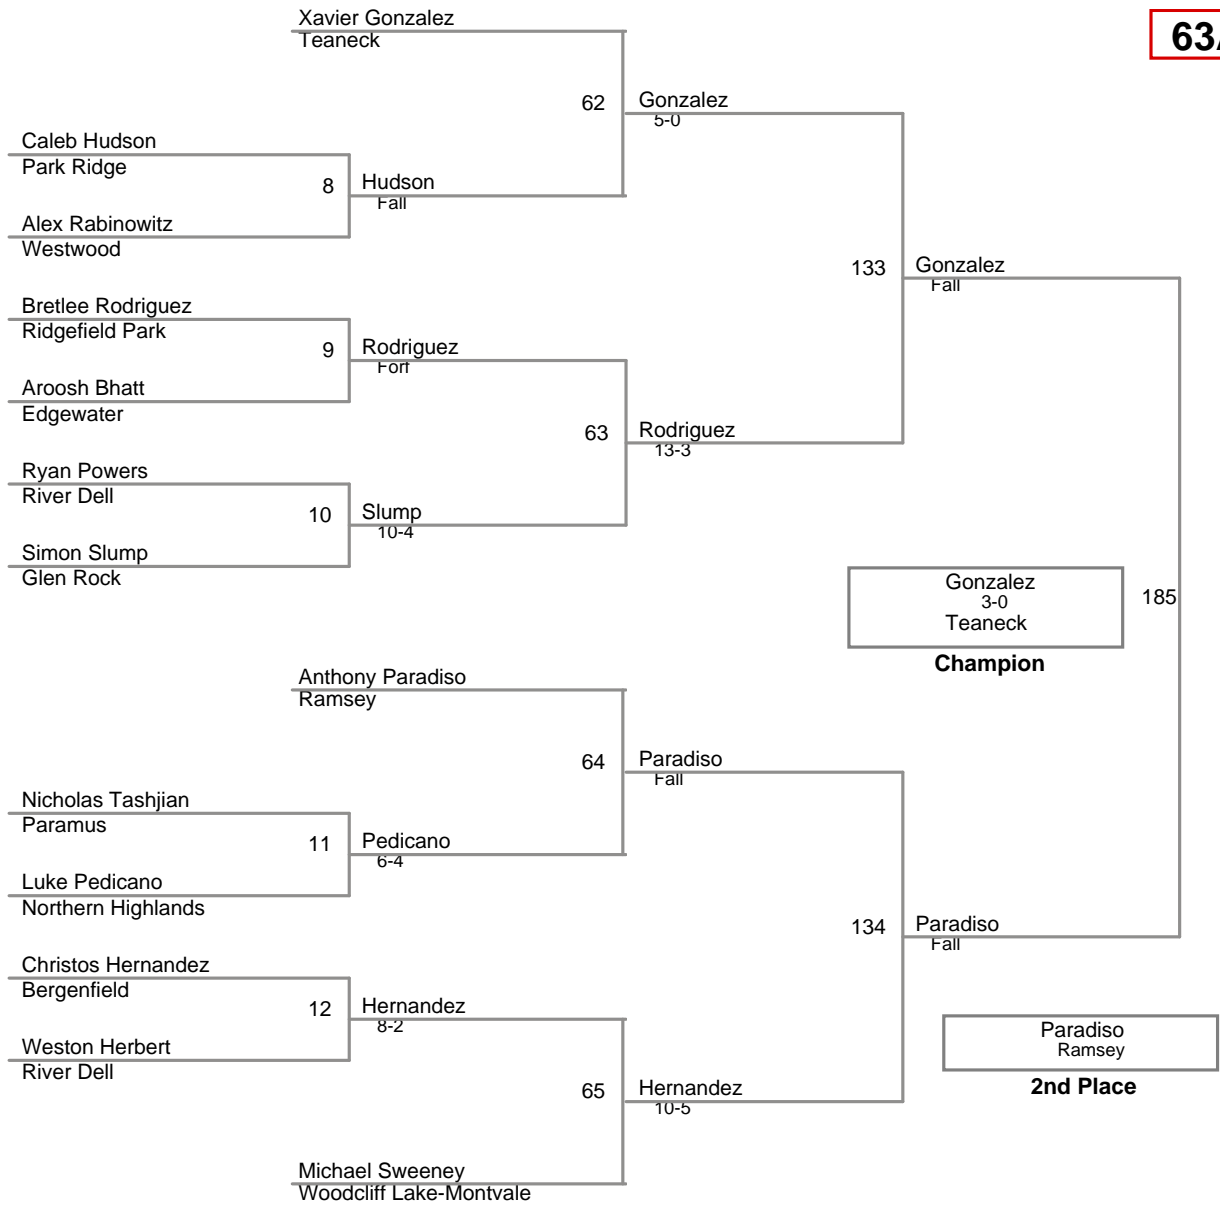 Xavier Gonzalez
Teaneck
63
62
Gonzalez
5-0
Caleb Hudson
Park Ridge
8
Hudson
Fall
Alex Rabinowitz
Westwood
133
Gonzalez
Fall
Bretlee Rodriguez
Ridgefield Park
9
Rodriguez
Forf
Aroosh Bhatt
Edgewater
63
Rodriguez
13-3
Ryan Powers
River Dell
10
Slump
10-4
Simon Slump
Glen Rock
Gonzalez
3-0
Teaneck
Champion
185
Anthony Paradiso
Ramsey
64
Paradiso
Fall
Nicholas Tashjian
Paramus
11
Pedicano
6-4
Luke Pedicano
Northern Highlands
134
Paradiso
Fall
Christos Hernandez
Bergenfield
12
Hernandez
8-2
Weston Herbert
River Dell
Paradiso
Ramsey
2nd Place
65
Hernandez
10-5
Michael Sweeney
Woodcliff Lake-Montvale